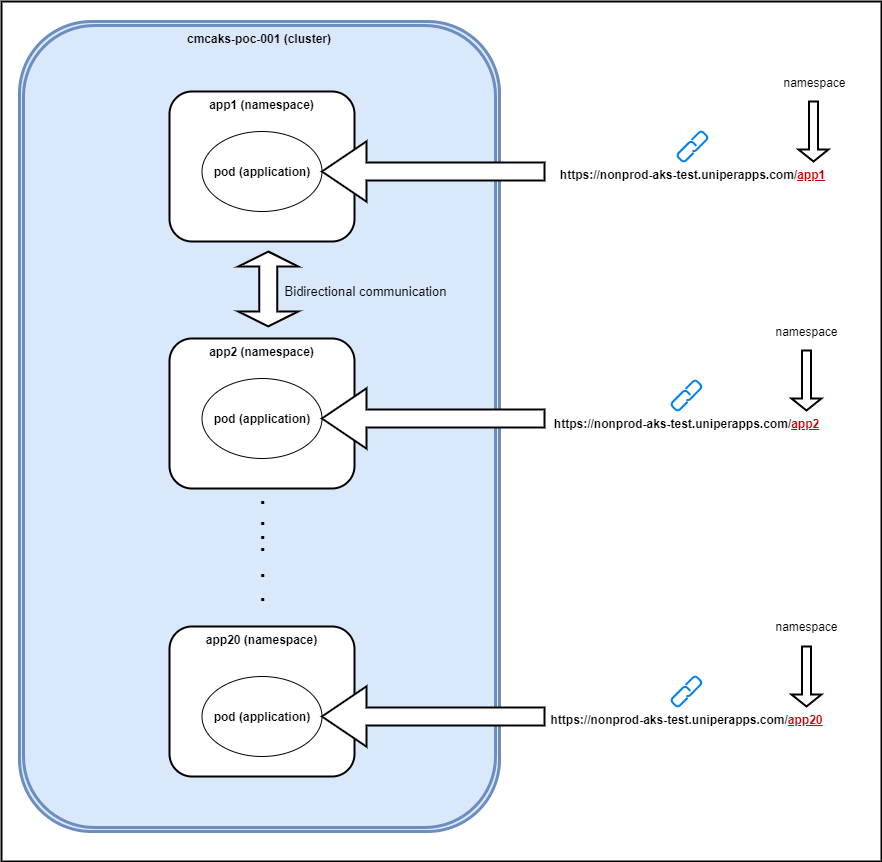 cmcaks-poc-001 (cluster)
namespace
app1 (namespace)
pod (application)
https://nonprod-aks-test.uniperapps.com/app1
Bidirectional communication
namespace
app2 (namespace)
pod (application)
https://nonprod-aks-test.uniperapps.com/app2
namespace
app20 (namespace)
pod (application)
https://nonprod-aks-test.uniperapps.com/app20